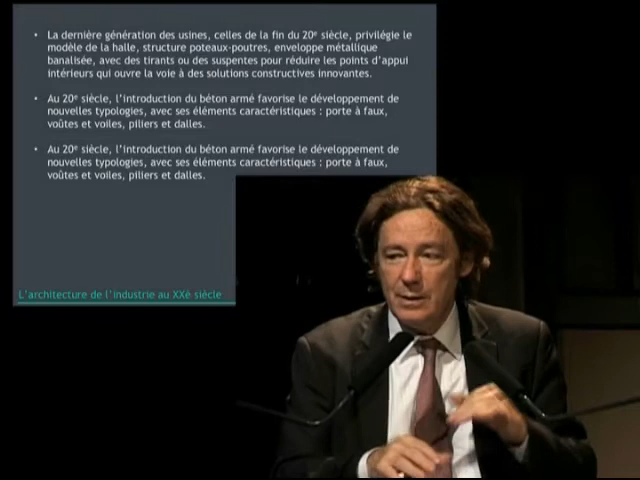 • La dernière génération des usines, celles de la fin du 20e siècle, privilégie le
modèle de la halle, structure poteaux-poutres, enveloppe métallique
banalisée, avec des tirants ou des suspentes pour réduire les points d’appui
intérieurs qui ouvre la voie à des solutions constructives innovantes.
• Au 20e siècle, l’introduction du béton armé favorise le développement de
nouvelles typologies, avec ses éléments caractéristiques : porte à faux,
voûtes et voiles, piliers et dalles.
• Au 20e siècle, l’introduction du béton armé favorise le développement de
nouvelles typologies, avec ses éléments caractéristiques : porte à faux,
voûtes et voiles, piliers et dalles.
L’architecture de l’industrie au XXè siècle